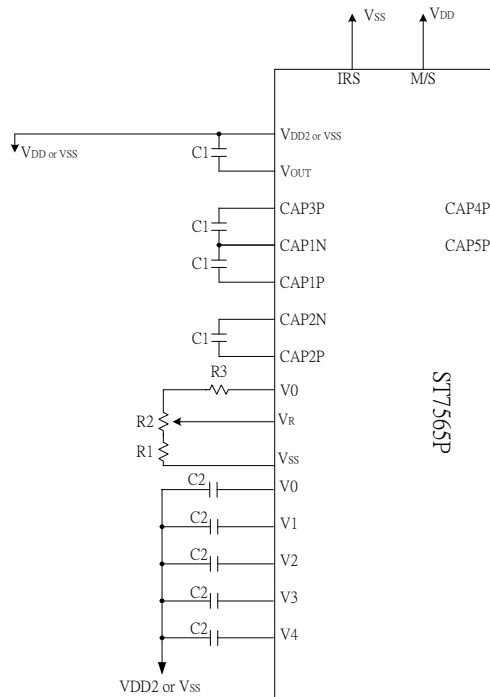 VSS VDD
IRS M/S
VDD or VSS
C1
VDD2 or VSS
VOUT
C1
CAP3P CAP4P
CAP1N CAP5P
C1
CAP1P
CAP2N
C1
CAP2P
R3
V0
R2
VR
R1
VSS
ST7565P
C2
V0
C2
V1
C2
V2
C2
V3
C2
V4
VDD2 or VSS